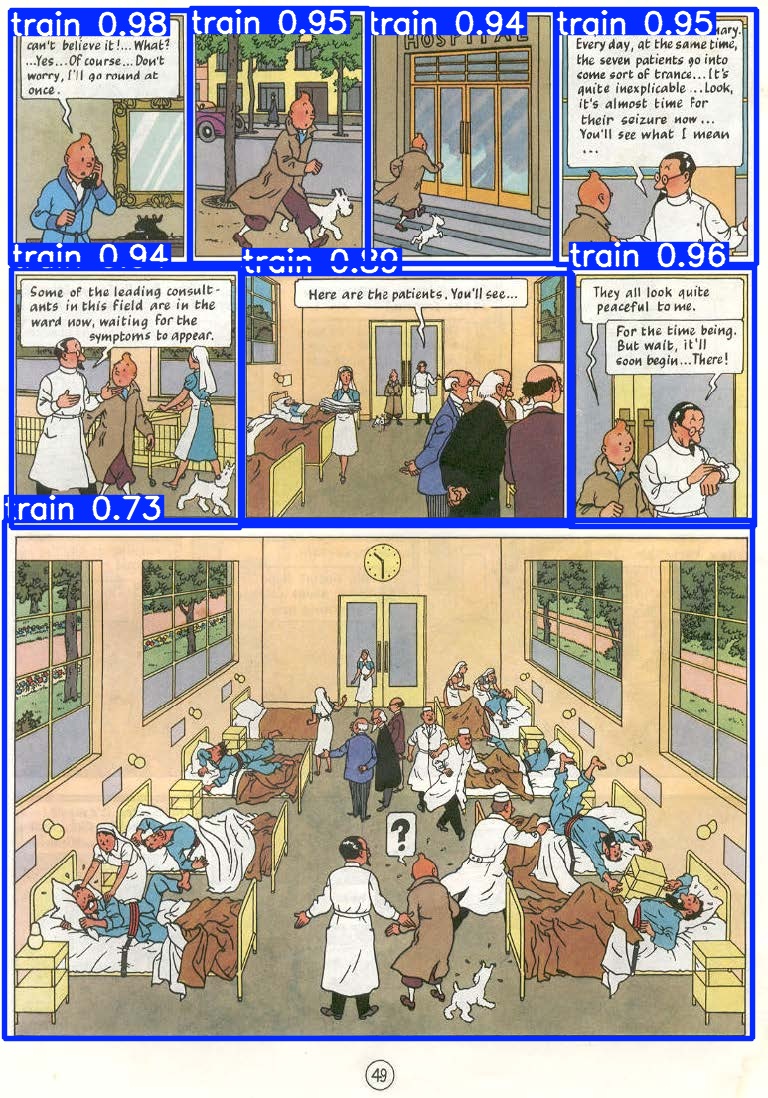 train 0.98
can't believe it!... What?
...Yes... Of course... Don't
worry, I'll go round at
once.
train 0.95
train 0.94
HOSPITAL
train 0.95
Every day, at the same time,
the seven patients go into
come sort of trance... It's
quite inexplicable ... Look,
it's almost time for
their seizure now ...
You'll see what I mean
...
train 0.94
Some of the leading consult-
ants in this field are in the
ward now, waiting for the
symptoms to appear.
train 0.89
Here are the patients. You'll see...
train 0.96
They all look quite
peaceful to me.
For the time being.
But wait, it'll
soon begin... There!
train 0.73
?
49